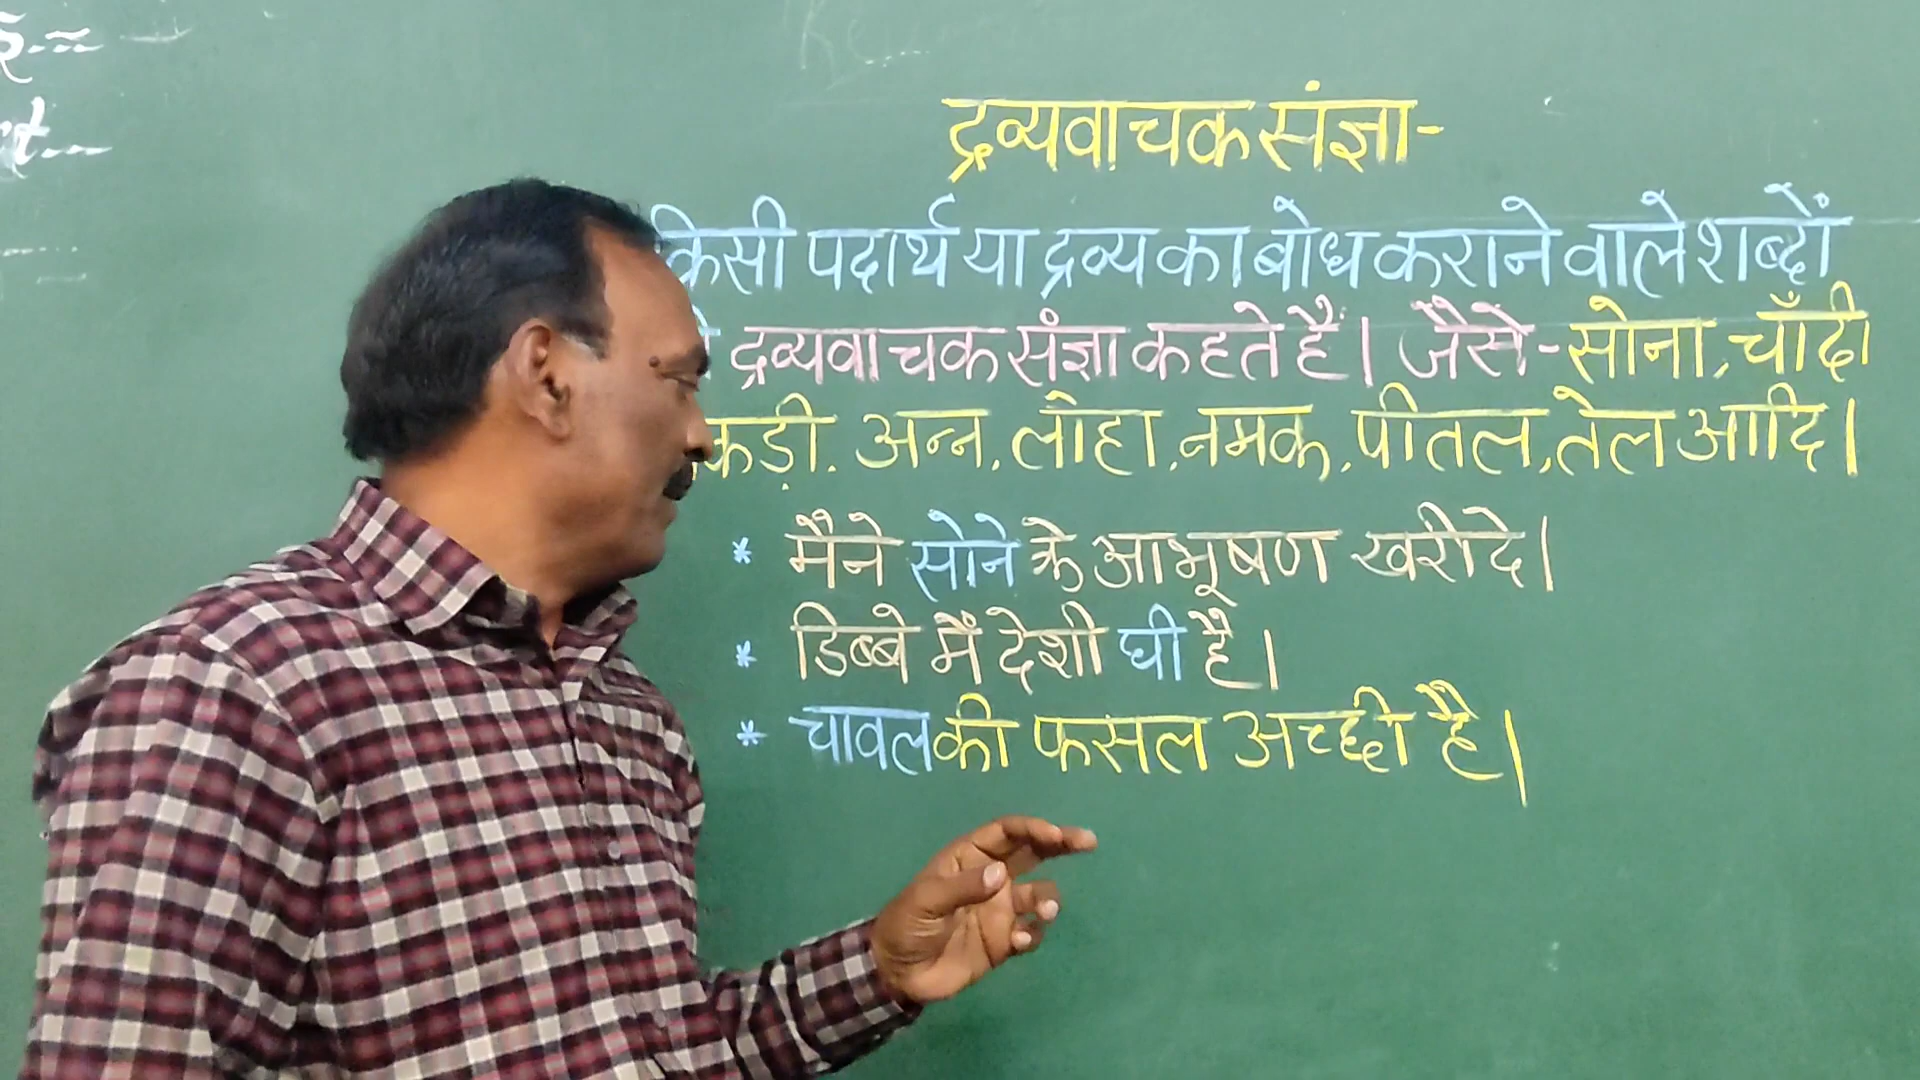 द्रव्यवाचक संज्ञा-
किसी पदार्थ या द्रव्य का बोध कराने वाले शब्दों
द्रव्यवाचक संज्ञा कहते हैं। जैसे- सोना, चाँदी
कड़ी, अन्न, लोहा, नमक, पीतल, तेल आदि।
* मैने सोने के आभूषण खरीदे।
* डिब्बे में देशी घी है।
* चावल की फसल अच्छी है।